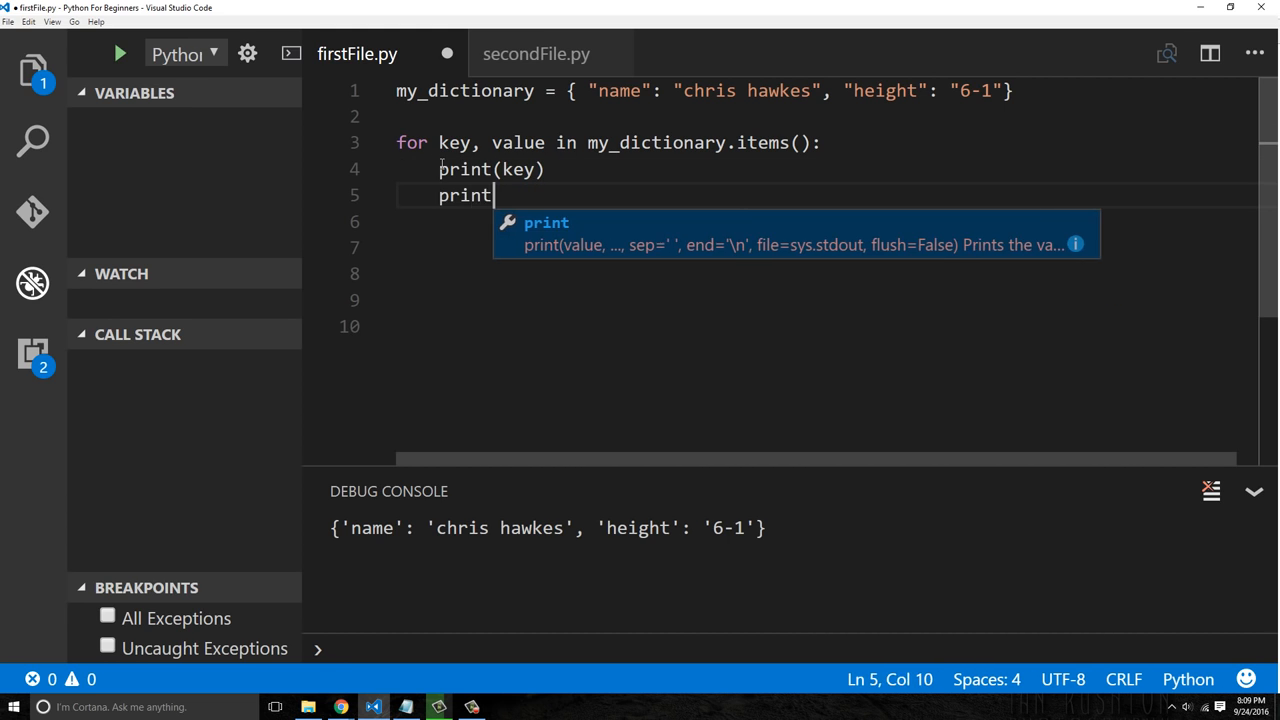 firstFile.py - Python For Beginners - Visual Studio Code
File Edit View Go Help
1
2
Python
firstFile.py
secondFile.py
VARIABLES
WATCH
CALL STACK
BREAKPOINTS
All Exceptions
Uncaught Exceptions
1 my_dictionary = { "name": "chris hawkes", "height": "6-1"}
2
3 for key, value in my_dictionary.items():
4 print(key)
5 print
6
7
8
9
10
print
print(value, ..., sep=' ', end='\n', file=sys.stdout, flush=False) Prints the va...
DEBUG CONSOLE
{'name': 'chris hawkes', 'height': '6-1'}
0 0
Ln 5, Col 10 Spaces: 4 UTF-8 CRLF Python
I'm Cortana. Ask me anything.
8:09 PM
9/24/2016